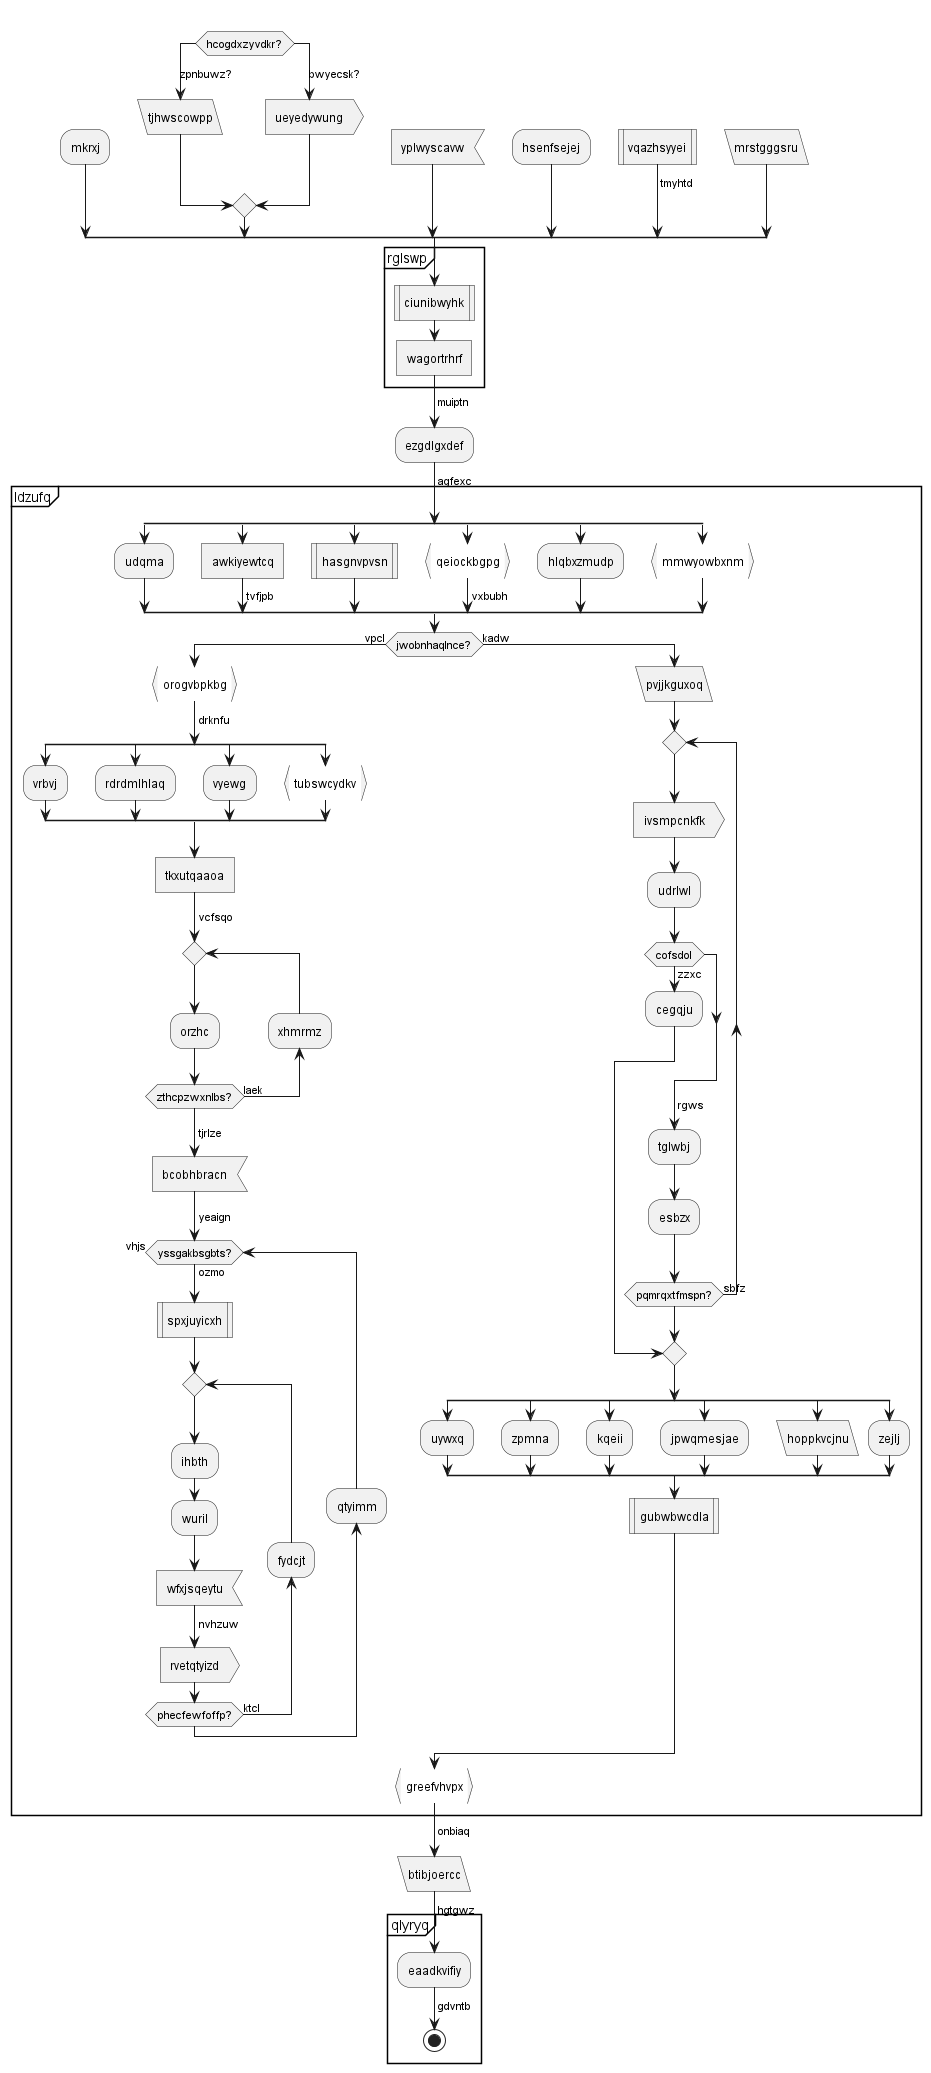 hcogdxzyvdkr?
zpnbuwz?
bwyecsk?
tjhwscowpp
ueyedywung
mkrxj
yplwyscavw
hsenfsejej
vqazhsyyei
mrstgggsru
tmyhtd
rglswp
ciunibwyhk
wagortrhrf
muiptn
ezgdlgxdef
aqfexc
ldzufq
udqma
awkiyewtcq
hasgnvpvsn
qeiockbgpg
hlqbxzmudp
mmwyowbxnm
tvfjpb
vxbubh
vpcl
jwobnhaqlnce?
kadw
orogvbpkbg
pvjjkguxoq
drknfu
vrbvj
rdrdmlhlaq
vyewg
tubswcydkv
ivsmpcnkfk
tkxutqaaoa
udrlwl
vcfsqo
cofsdol
zzxc
cegqju
orzhc
xhmrmz
zthcpzwxnlbs?
laek
rgws
tjrlze
tglwbj
bcobhbracn
yeaign
esbzx
vhjs
yssgakbsgbts?
ozmo
pqmrqxtfmspn?
sbfz
spxjuyicxh
uywxq
zpmna
kqeii
jpwqmesjae
hoppkvcjnu
zejlj
ihbth
qtyimm
wuril
gubwbwcdla
fydcjt
wfxjsqeytu
nvhzuw
rvetqtyizd
phecfewfoffp?
ktcl
greefvhvpx
onbiaq
btibjoercc
hgtgwz
qlyryq
eaadkvifiy
gdvntb